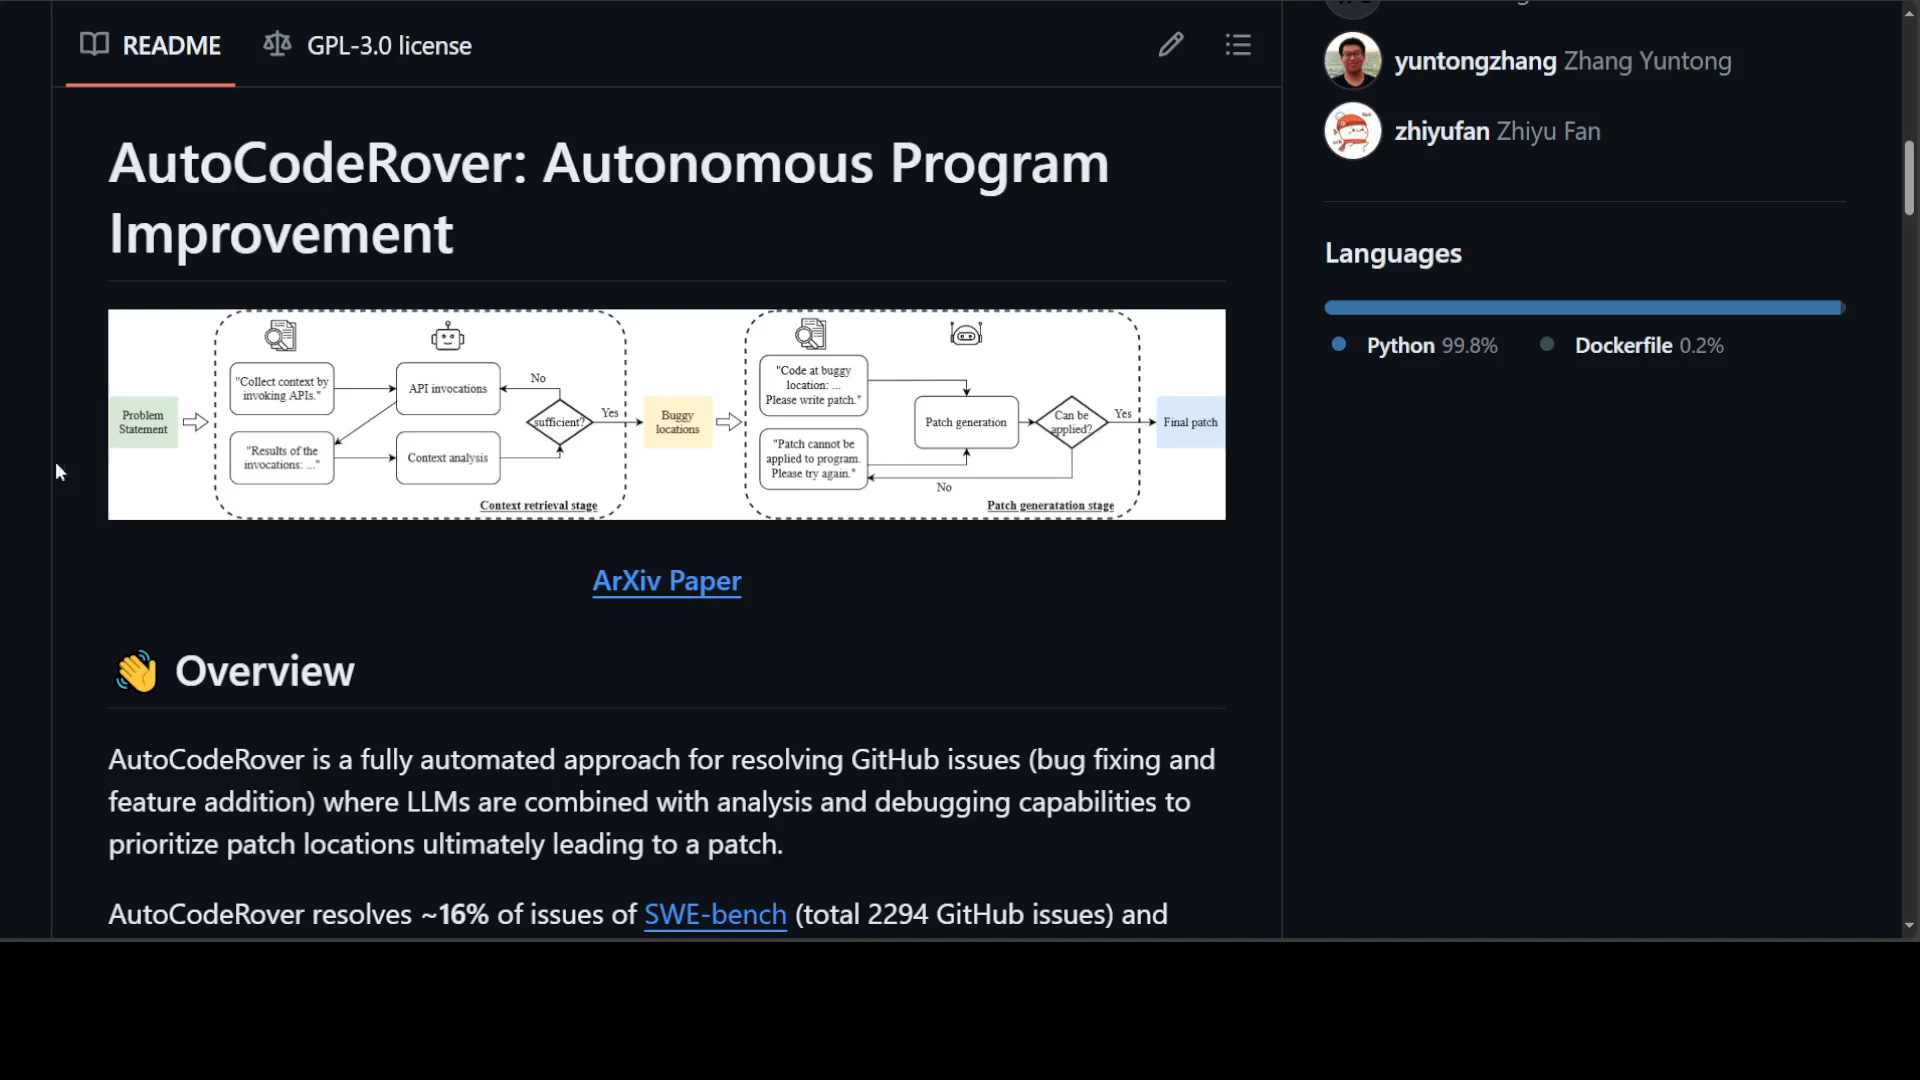 README
GPL-3.0 license
AutoCodeRover: Autonomous Program
Improvement
Problem
Statement
"Collect context by
invoking APIs."
API invocations
"Results of the
invocations: ..."
Context analysis
No
sufficient?
Yes
Context retrieval stage
Buggy
locations
"Code at buggy
location: ...
Please write patch."
"Patch cannot be
applied to program.
Please try again."
Patch generation
Can be
applied?
Yes
No
Patch generatation stage
Final patch
ArXiv Paper
👋 Overview
AutoCodeRover is a fully automated approach for resolving GitHub issues (bug fixing and
feature addition) where LLMs are combined with analysis and debugging capabilities to
prioritize patch locations ultimately leading to a patch.
AutoCodeRover resolves ~16% of issues of SWE-bench (total 2294 GitHub issues) and
yuntongzhang Zhang Yuntong
zhiyufan Zhiyu Fan
Languages
Python 99.8%
Dockerfile 0.2%